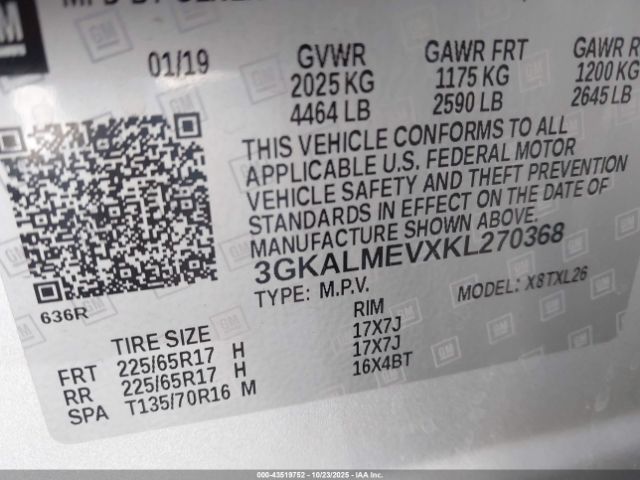 GM
MFD BY
01/19 GVWR GAWR FRT GAWR R
2025 KG 1175 KG 1200 KG
4464 LB 2590 LB 2645 LB
THIS VEHICLE CONFORMS TO ALL
APPLICABLE U.S. FEDERAL MOTOR
VEHICLE SAFETY AND THEFT PREVENTION
STANDARDS IN EFFECT ON THE DATE OF
MANUFACTURE SHOWN ABOVE.
3GKALMEVXKL270368
TYPE: M.P.V. MODEL: X8TXL26
636R
TIRE SIZE RIM
FRT 225/65R17 H 17X7J
RR 225/65R17 H 17X7J
SPA T135/70R16 M 16X4BT
000-43519752 - 10/23/2025 - IAA Inc.